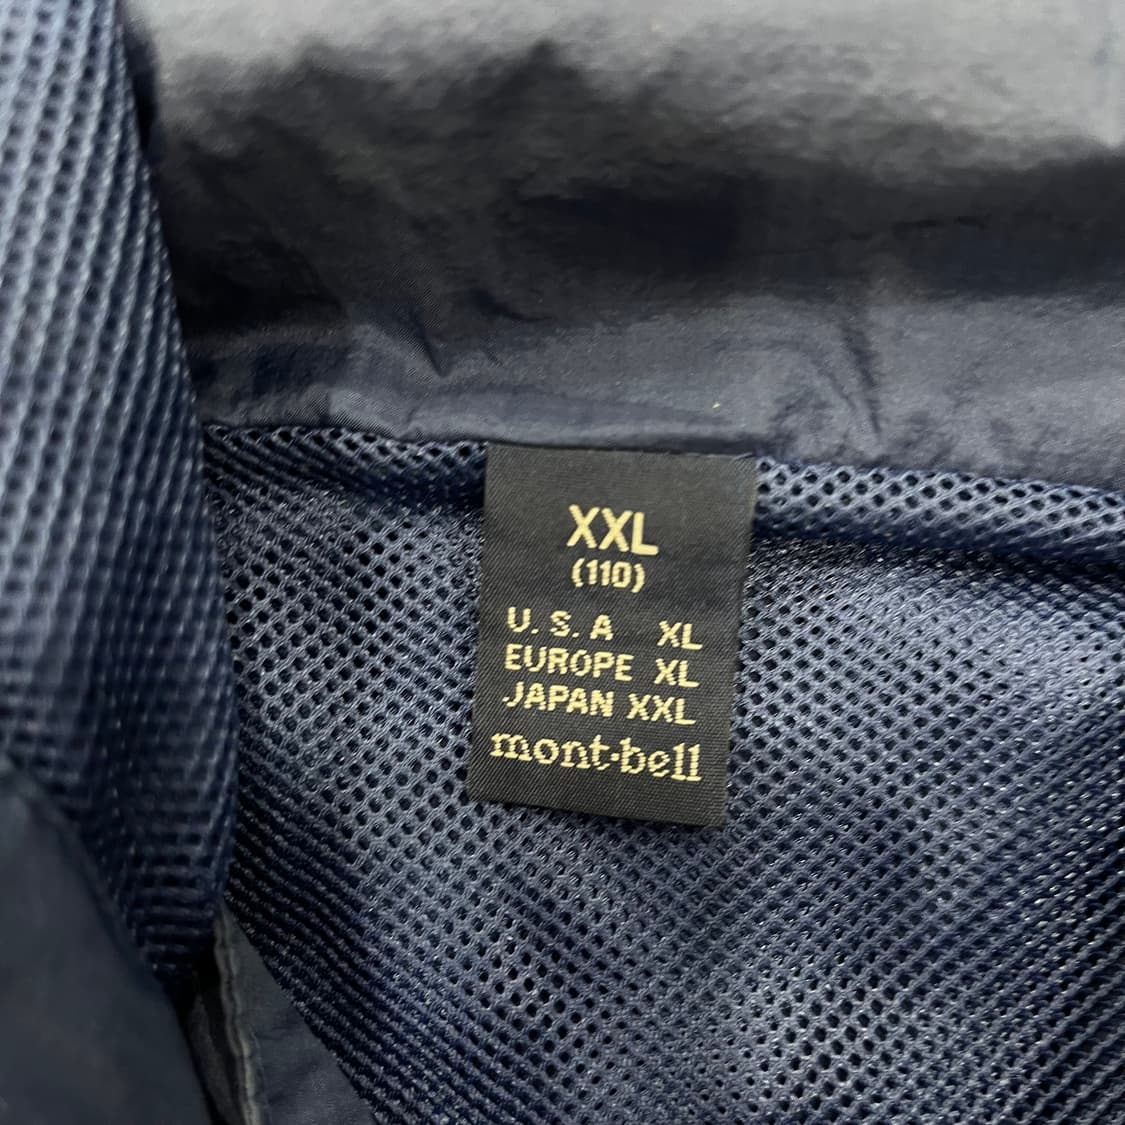 XXL
(110)
U.S.A XL
EUROPE XL
JAPAN XXL
mont-bell